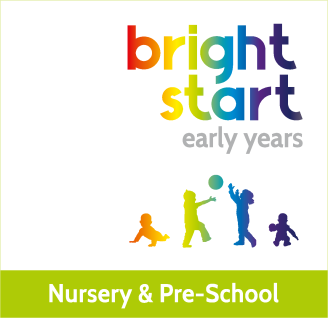 bright
start
early years
Nursery & Pre-School